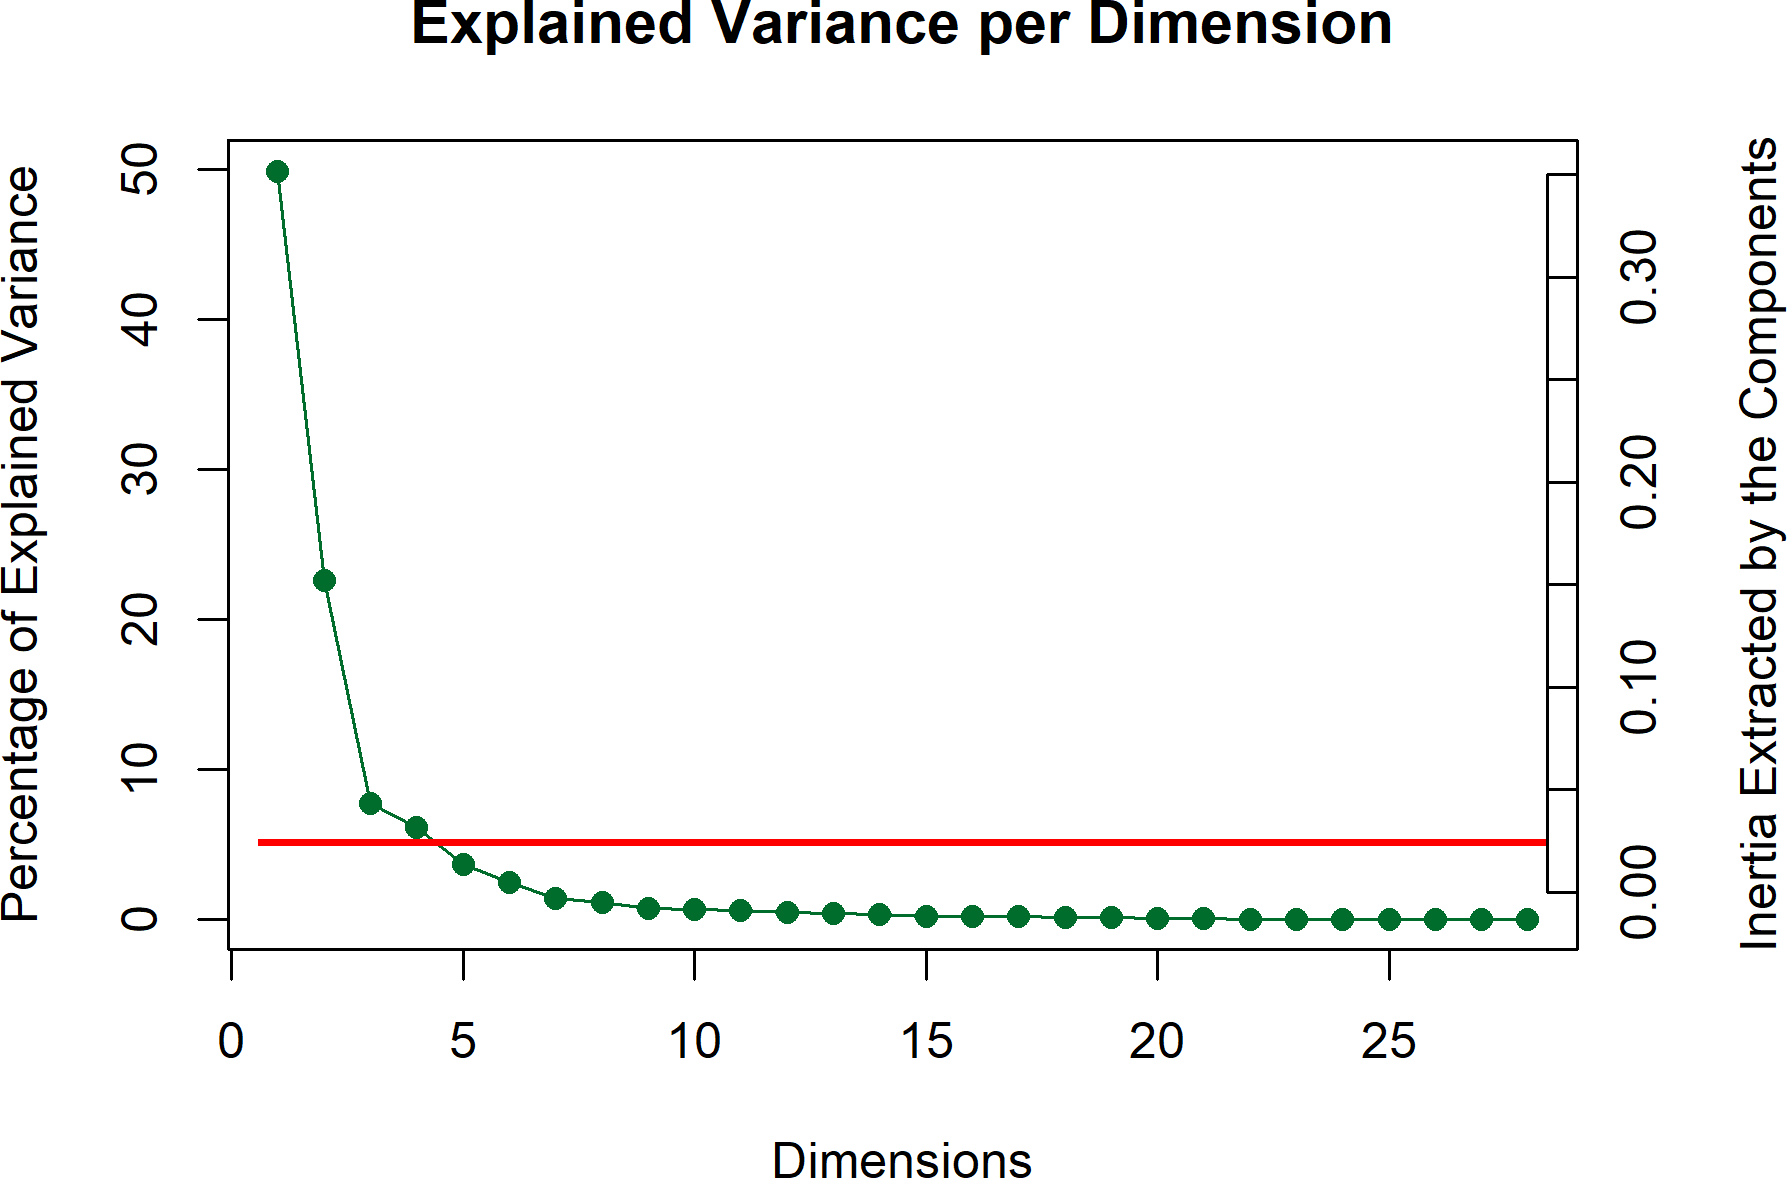 Explained Variance per Dimension
Percentage of Explained Variance
50
40
30
20
10
0
0.30
0.20
0.10
0.00
Inertia Extracted by the Components
0 5 10 15 20 25
Dimensions